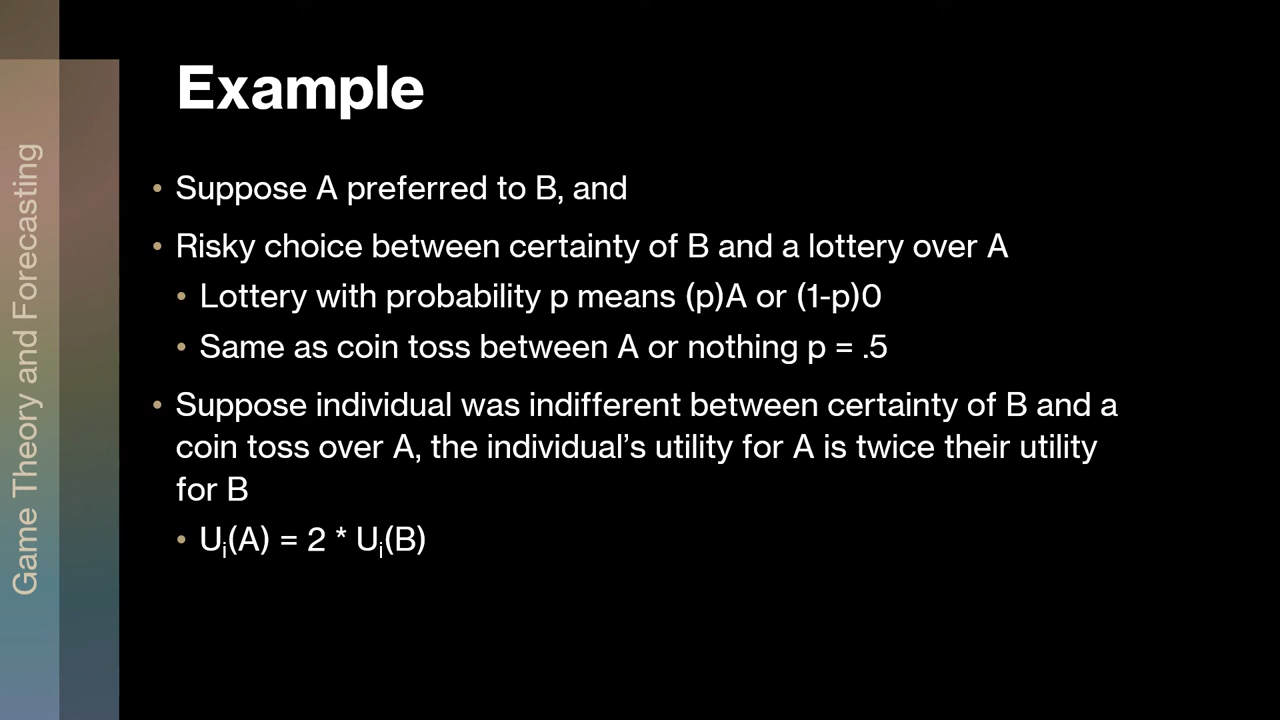 Example
• Suppose A preferred to B, and
• Risky choice between certainty of B and a lottery over A
• Lottery with probability p means (p)A or (1-p)0
• Same as coin toss between A or nothing p = .5
• Suppose individual was indifferent between certainty of B and a
coin toss over A, the individual’s utility for A is twice their utility
for B
• Uᵢ(A) = 2 * Uᵢ(B)
Game Theory and Forecasting